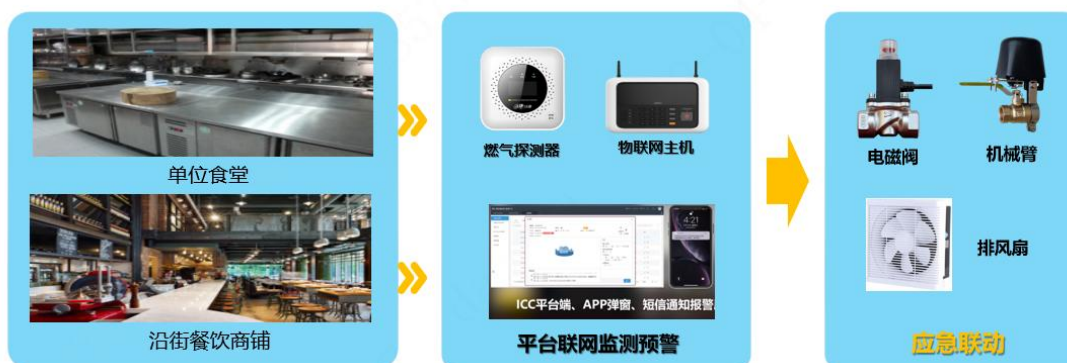 单位食堂
沿街餐饮商铺
燃气探测器
物联网主机
4:21
ICC平台端、APP弹窗、短信通知报警
平台联网监测预警
电磁阀
机械臂
排风扇
应急联动